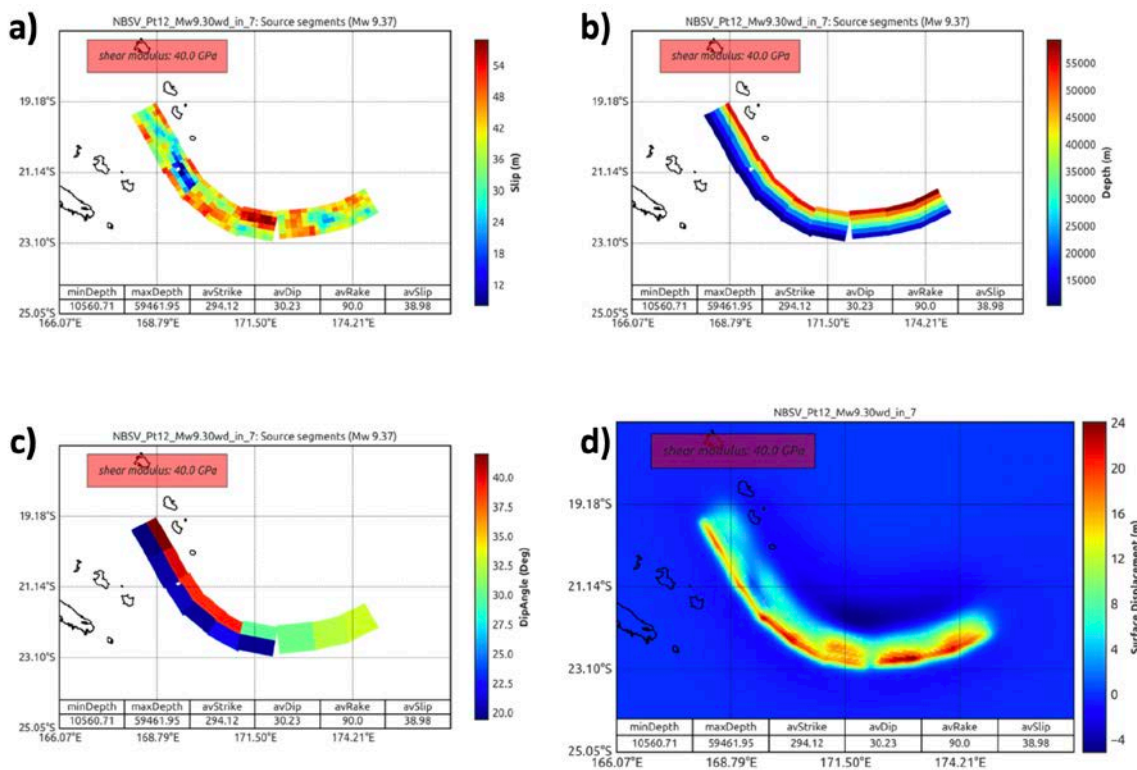 a)
NBSV_Pt12_Mw9.30wd_in_7: Source segments (Mw 9.37)
shear modulus: 40.0 GPa
19.18°S
21.14°S
23.10°S
25.05°S
minDepth maxDepth avStrike avDip avRake avSlip
10560.71 59461.95 294.12 30.23 90.0 38.98
166.07°E 168.79°E 171.50°E 174.21°E
54
48
42
36
30
24
18
12
Slip (m)
b)
NBSV_Pt12_Mw9.30wd_in_7: Source segments (Mw 9.37)
shear modulus: 40.0 GPa
19.18°S
21.14°S
23.10°S
25.05°S
minDepth maxDepth avStrike avDip avRake avSlip
10560.71 59461.95 294.12 30.23 90.0 38.98
166.07°E 168.79°E 171.50°E 174.21°E
55000
50000
45000
40000
35000
30000
25000
20000
15000
Depth (m)
c)
NBSV_Pt12_Mw9.30wd_in_7: Source segments (Mw 9.37)
shear modulus: 40.0 GPa
19.18°S
21.14°S
23.10°S
25.05°S
minDepth maxDepth avStrike avDip avRake avSlip
10560.71 59461.95 294.12 30.23 90.0 38.98
166.07°E 168.79°E 171.50°E 174.21°E
40.0
37.5
35.0
32.5
30.0
27.5
25.0
22.5
20.0
DipAngle (Deg)
d)
NBSV_Pt12_Mw9.30wd_in_7
shear modulus: 40.0 GPa
19.18°S
21.14°S
23.10°S
25.05°S
minDepth maxDepth avStrike avDip avRake avSlip
10560.71 59461.95 294.12 30.23 90.0 38.98
166.07°E 168.79°E 171.50°E 174.21°E
24
20
16
12
8
4
0
−4
Surface Displacement (m)